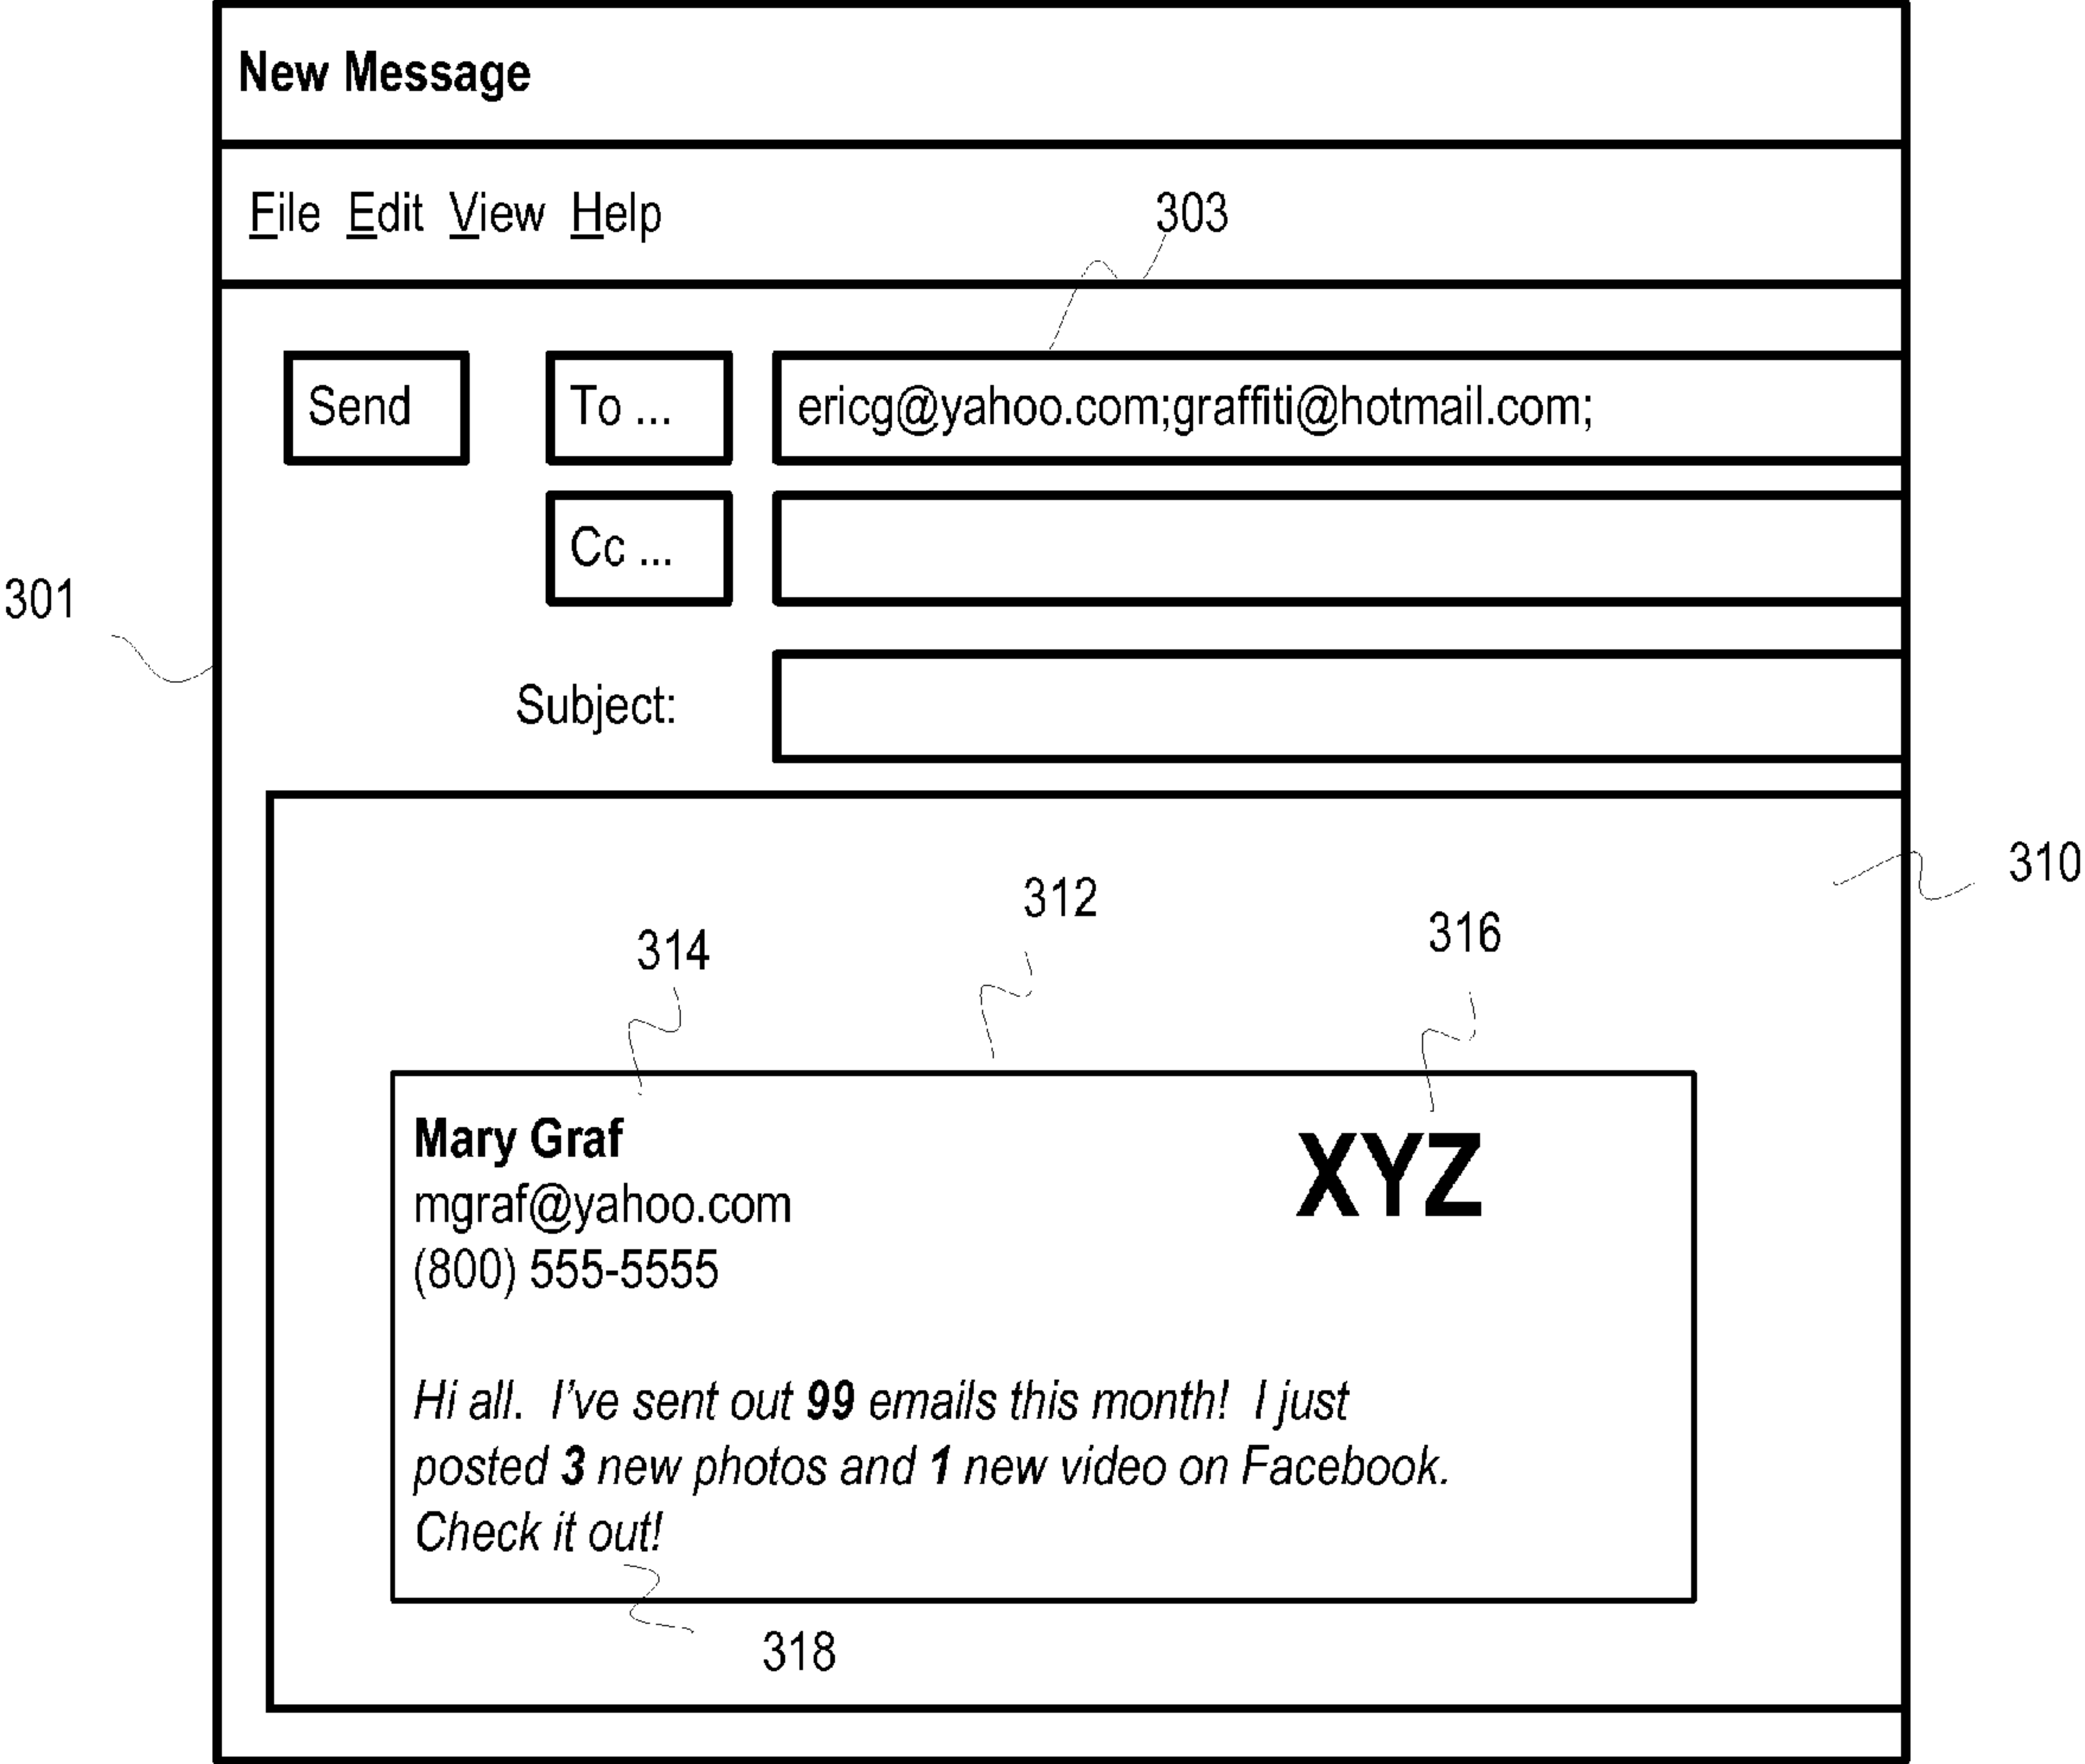 New Message
File Edit View Help
303
Send To ... ericg@yahoo.com;graffiti@hotmail.com;
Cc ...
301
Subject:
310
312
314
316
Mary Graf
XYZ
mgraf@yahoo.com
(800) 555-5555
Hi all. I've sent out 99 emails this month! I just
posted 3 new photos and 1 new video on Facebook.
Check it out!
318